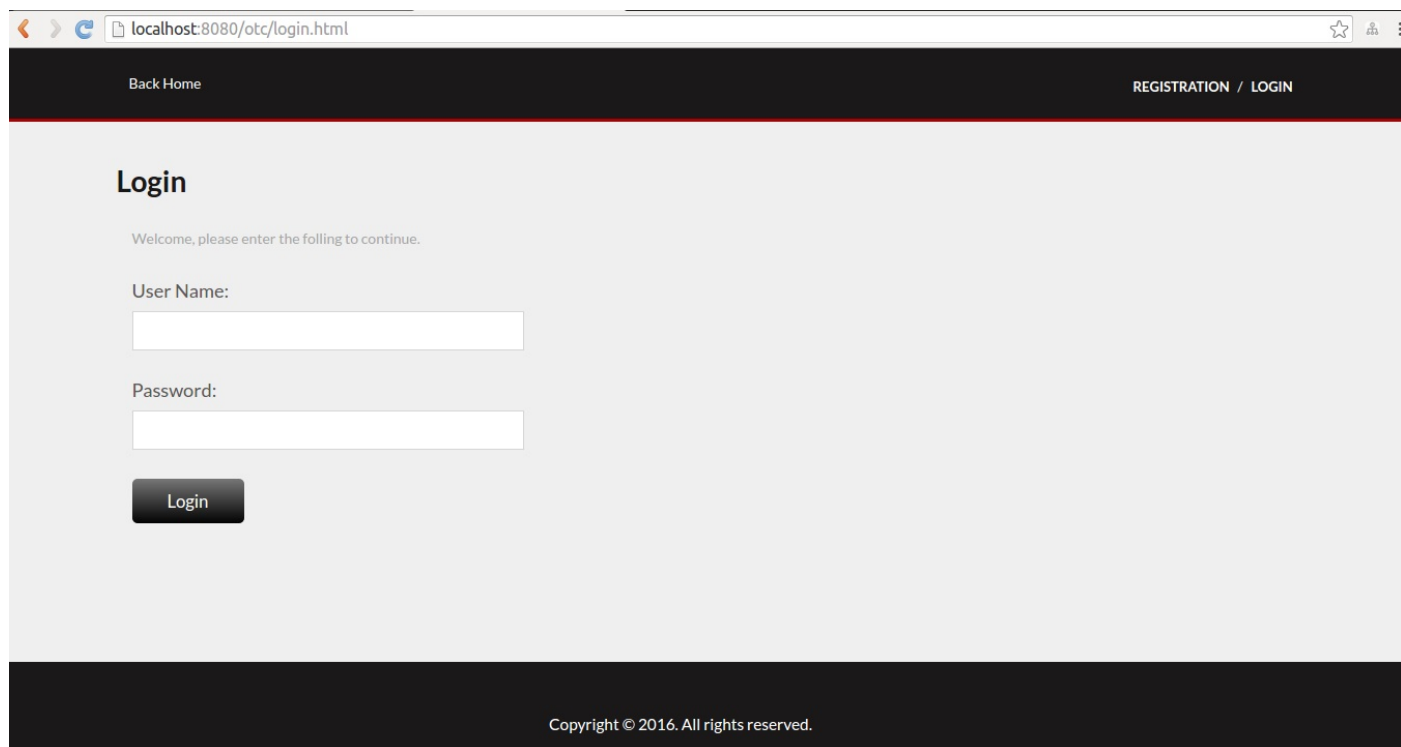 localhost:8080/otc/login.html
Back Home
REGISTRATION / LOGIN
Login
Welcome, please enter the folling to continue.
User Name:
Password:
Login
Copyright © 2016. All rights reserved.